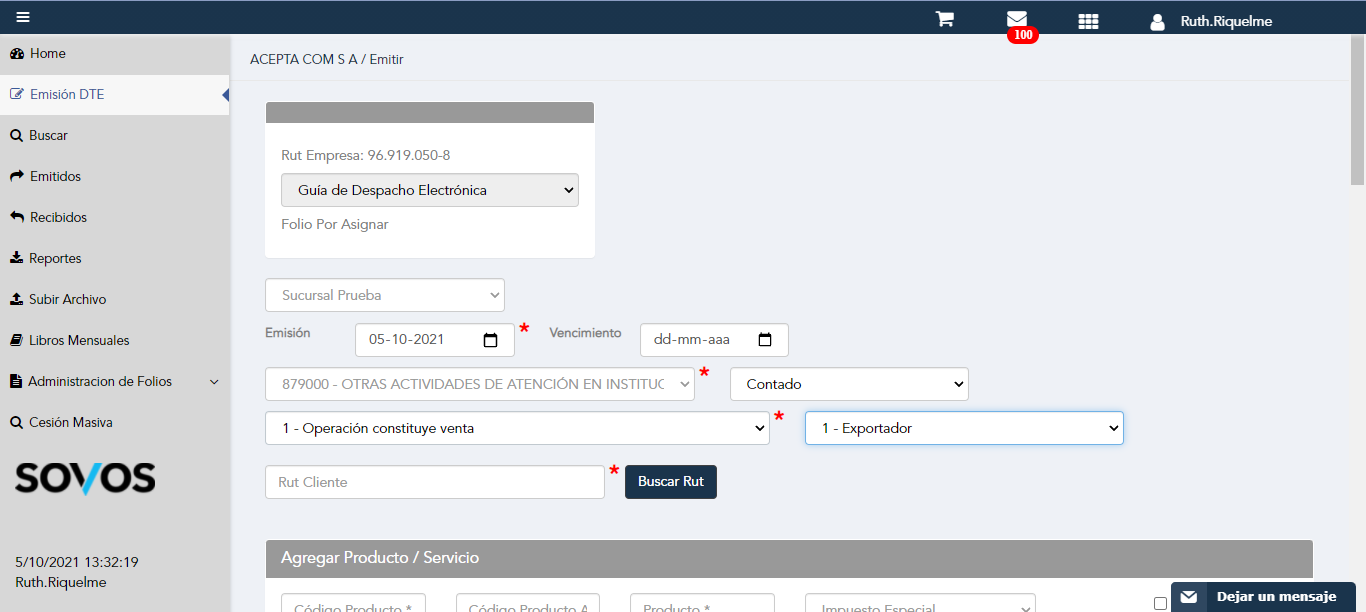 Ruth.Riquelme
100
Home
Emisión DTE
Buscar
Emitidos
Recibidos
Reportes
Subir Archivo
Libros Mensuales
Administracion de Folios
Cesión Masiva
SOVOS
5/10/2021 13:32:19
Ruth.Riquelme
ACEPTA COM S A / Emitir
Rut Empresa: 96.919.050-8
Guía de Despacho Electrónica
Folio Por Asignar
Sucursal Prueba
Emisión 05-10-2021 * Vencimiento dd-mm-aaa
879000 - OTRAS ACTIVIDADES DE ATENCIÓN EN INSTITUC * Contado
1 - Operación constituye venta * 1 - Exportador
Rut Cliente * Buscar Rut
Agregar Producto / Servicio
Código Producto * Código Producto A Producto * Impuesto Especial
Dejar un mensaje